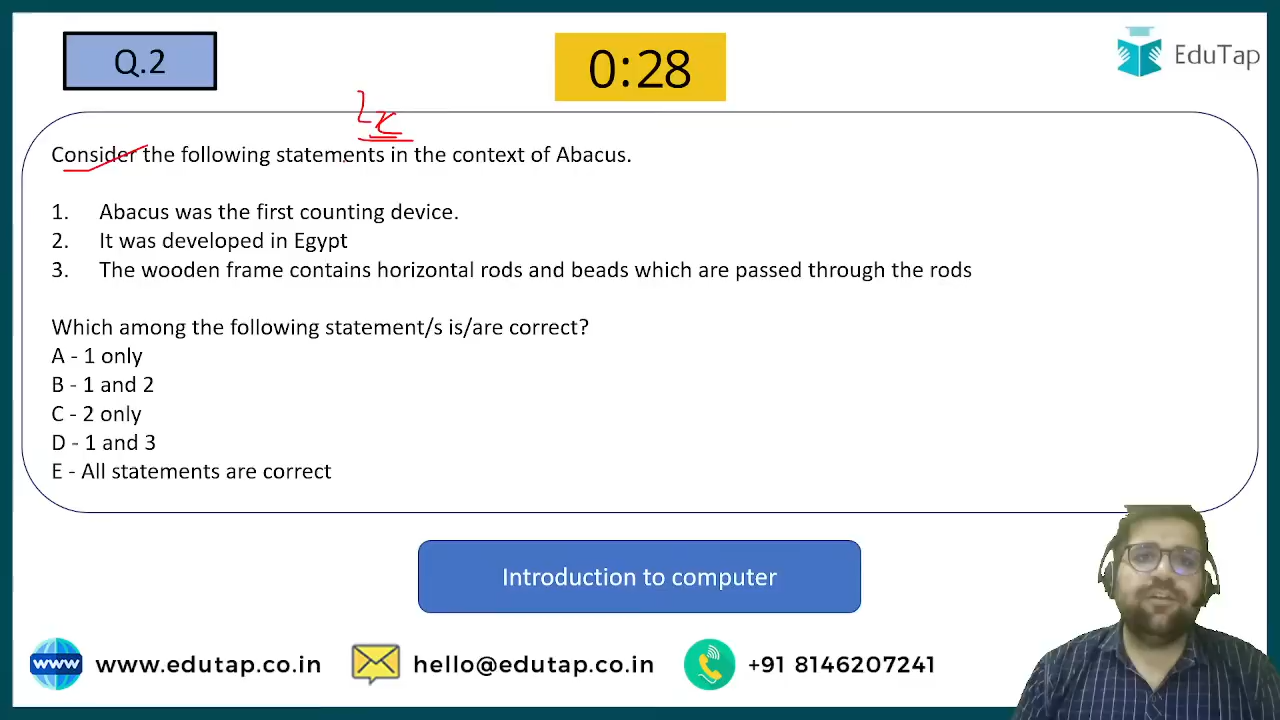 Q.2
0:28
EduTap
Consider the following statements in the context of Abacus.
1. Abacus was the first counting device.
2. It was developed in Egypt
3. The wooden frame contains horizontal rods and beads which are passed through the rods
Which among the following statement/s is/are correct?
A - 1 only
B - 1 and 2
C - 2 only
D - 1 and 3
E - All statements are correct
Introduction to computer
www www.edutap.co.in hello@edutap.co.in +91 8146207241